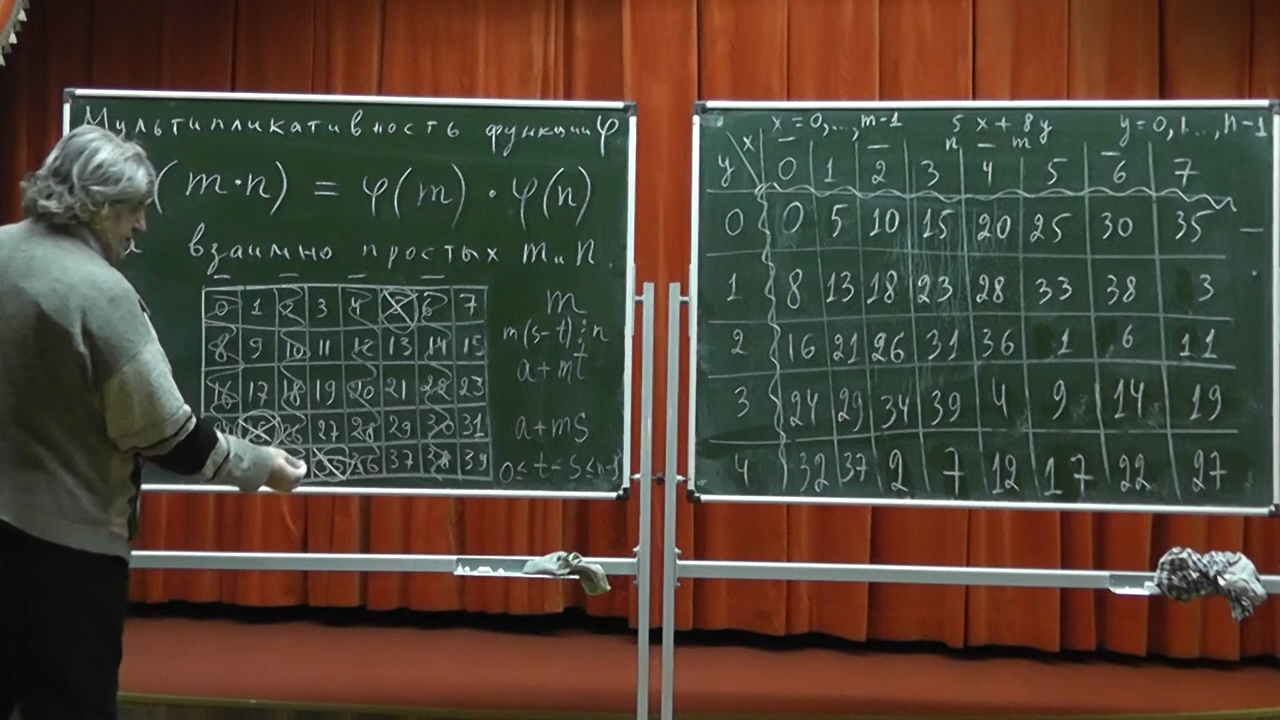 Мультипликативность функции φ
(m·n) = φ(m) · φ(n)
взаимно простых m и n
0 1 2 3 4 5 6 7
8 9 10 11 12 13 14 15
16 17 18 19 20 21 22 23
24 25 26 27 28 29 30 31
36 37 38 39
m
m(s-t) ⋮ n
a+mt
a+ms
x = 0,...,m-1
5x + 8y
n m
y = 0,1...,n-1
y x 0 1 2 3 4 5 6 7
0 0 5 10 15 20 25 30 35
1 8 13 18 23 28 33 38 3
2 16 21 26 31 36 1 6 11
3 24 29 34 39 4 9 14 19
4 32 37 2 7 12 17 22 27